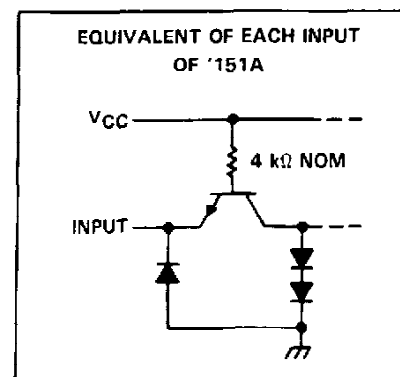 EQUIVALENT OF EACH INPUT
OF '151A
VCC
4 kΩ NOM
INPUT